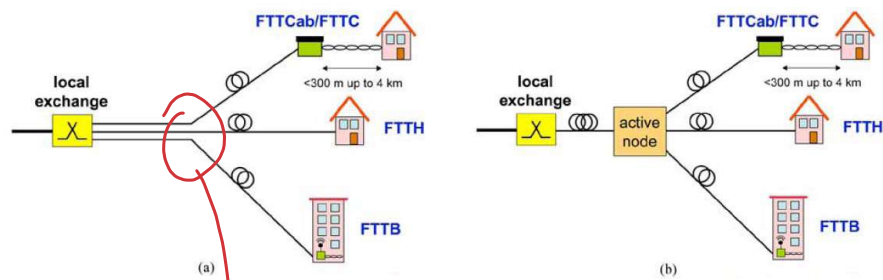 FTTCab/FTTC
<300 m up to 4 km
local
exchange
FTTH
FTTB
(a)
FTTCab/FTTC
<300 m up to 4 km
local
exchange
active
node
FTTH
FTTB
(b)